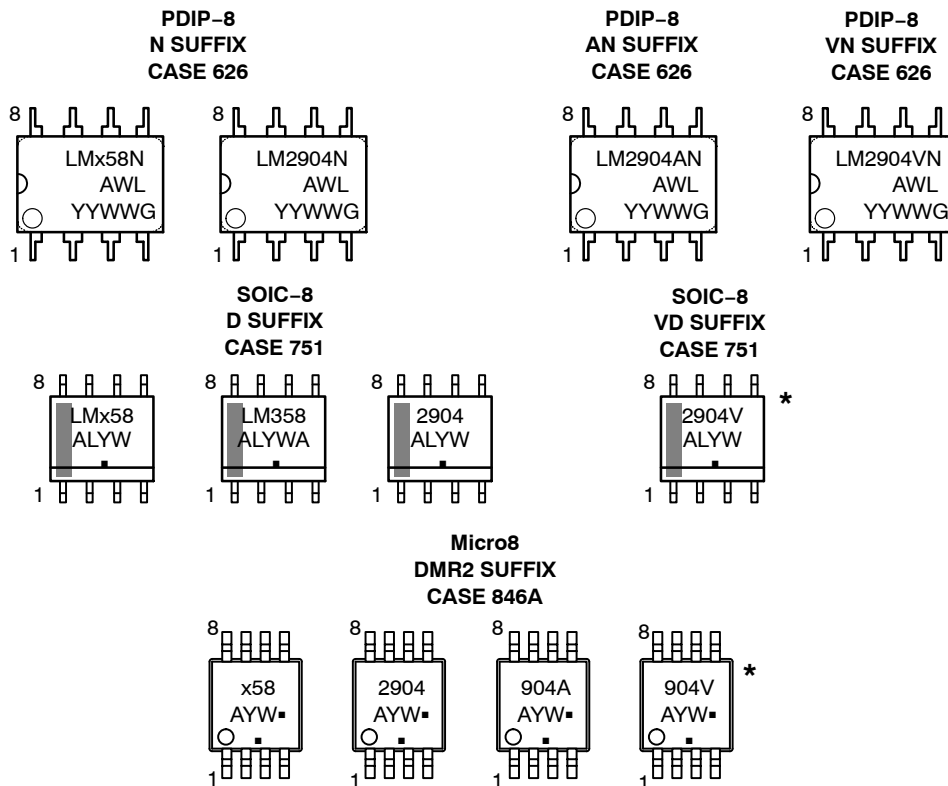 PDIP−8
N SUFFIX
CASE 626
PDIP−8
AN SUFFIX
CASE 626
PDIP−8
VN SUFFIX
CASE 626
8
LMx58N
AWL
YYWWG
1
LM2904N
AWL
YYWWG
8
1
8
LM2904AN
AWL
YYWWG
1
8
LM2904VN
AWL
YYWWG
1
SOIC−8
D SUFFIX
CASE 751
SOIC−8
VD SUFFIX
CASE 751
8
LMx58
ALYW
1
8
LM358
ALYWA
1
8
2904
ALYW
1
8
2904V
ALYW
1
*
Micro8
DMR2 SUFFIX
CASE 846A
8
x58
AYW▪
1
8
2904
AYW▪
1
8
904A
AYW▪
1
8
904V
AYW▪
1
*